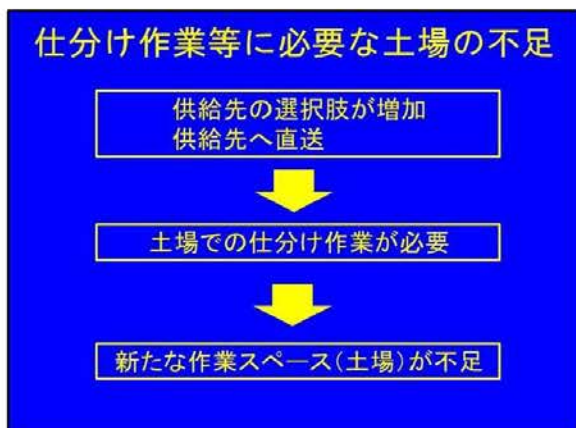 仕分け作業等に必要な土場の不足
供給先の選択肢が増加
供給先へ直送
土場での仕分け作業が必要
新たな作業スペース(土場)が不足